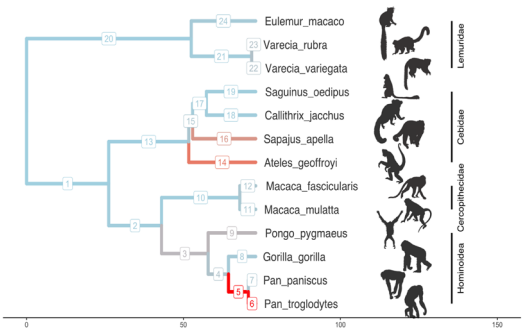 24 Eulemur_macaco
20
23 Varecia_rubra
21
22 Varecia_variegata
Lemuridae
19 Saguinus_oedipus
17
18 Callithrix_jacchus
15
13
16 Sapajus_apella
14 Ateles_geoffroyi
Cebidae
1
12 Macaca_fascicularis
10
11 Macaca_mulatta
Cercopithecidae
2
9 Pongo_pygmaeus
3
8 Gorilla_gorilla
4
7 Pan_paniscus
5
6 Pan_troglodytes
Hominoidea
0 50 100 150